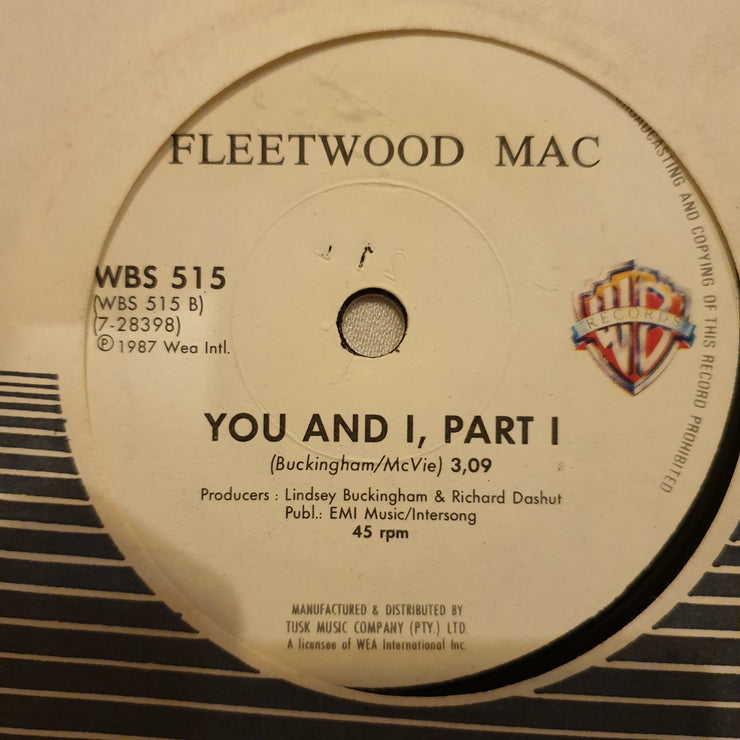 FLEETWOOD MAC
WBS 515
(WBS 515 B)
(7-28398)
℗ 1987 Wea Intl.
WB
RECORDS
AND COPYING OF THIS RECORD PROHIBITED
YOU AND I, PART I
(Buckingham/McVie) 3,09
Producers : Lindsey Buckingham & Richard Dashut
Publ.: EMI Music/Intersong
45 rpm
MANUFACTURED & DISTRIBUTED BY
TUSK MUSIC COMPANY (PTY.) LTD.
A licensee of WEA International Inc.